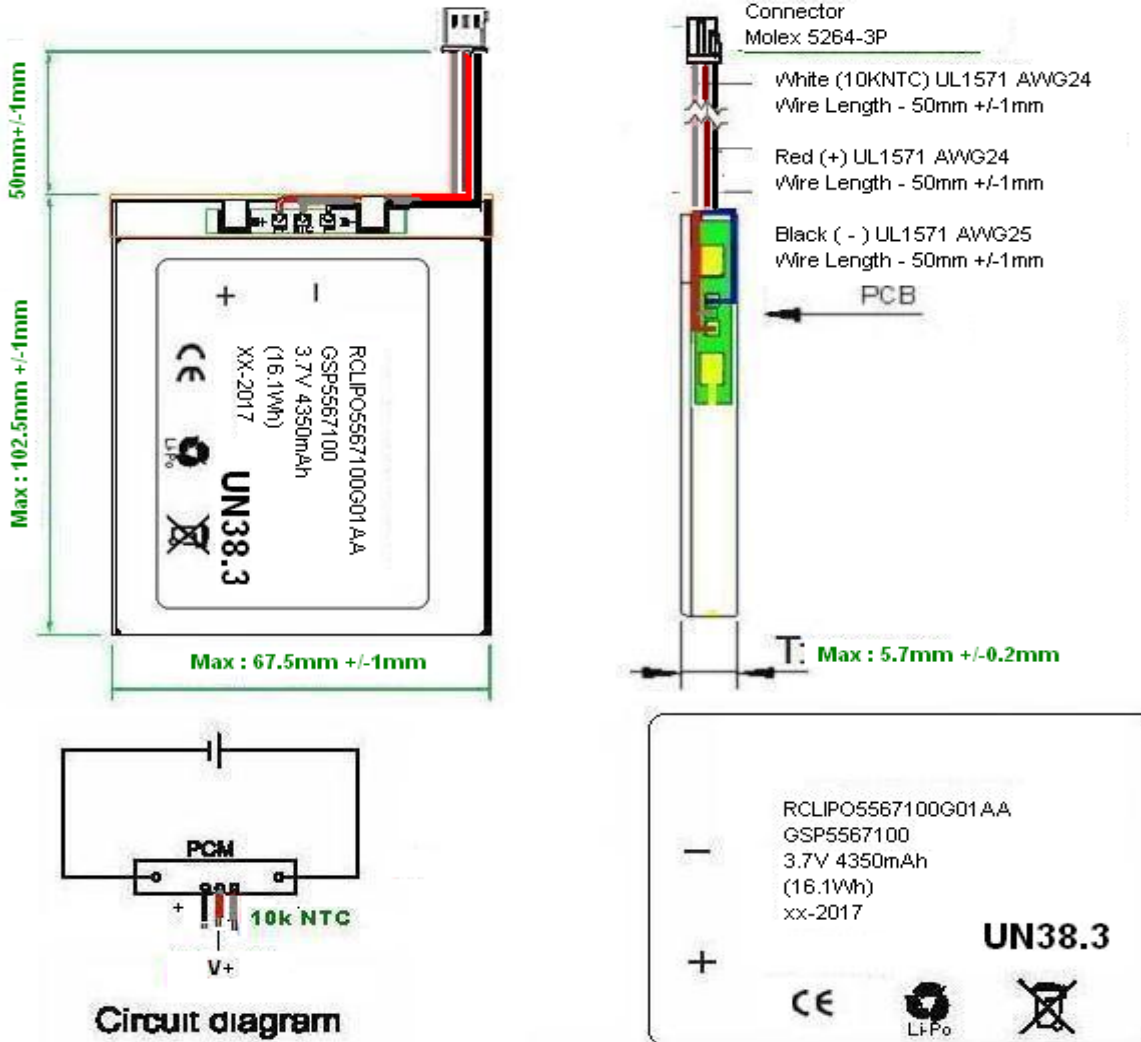 Connector
Molex 5264-3P
White (10KNTC) UL1571 AWG24
Wire Length - 50mm +/-1mm
Red (+) UL1571 AWG24
Wire Length - 50mm +/-1mm
Black ( - ) UL1571 AWG25
Wire Length - 50mm +/-1mm
PCB
50mm+/-1mm
Max : 102.5mm +/-1mm
+ -
RCLIPO5567100G01AA
GSP5567100
3.7V 4350mAh
(16.1Wh)
XX-2017
UN38.3
CE
Li-Po
Max : 67.5mm +/-1mm
T: Max : 5.7mm +/-0.2mm
PCM
+
10k NTC
V+
Circuit diagram
-
+
RCLIPO5567100G01AA
GSP5567100
3.7V 4350mAh
(16.1Wh)
xx-2017
UN38.3
CE
Li-Po